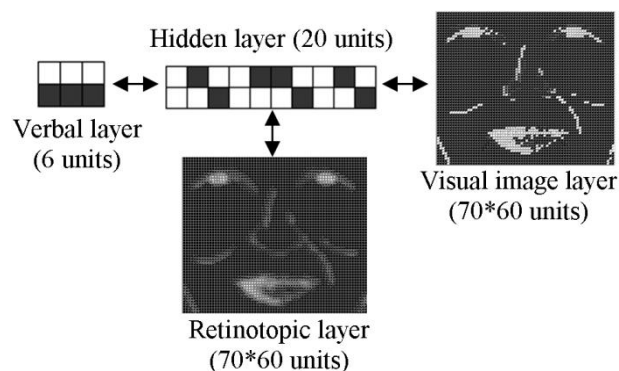 Hidden layer (20 units)
Verbal layer
(6 units)
Visual image layer
(70*60 units)
Retinotopic layer
(70*60 units)